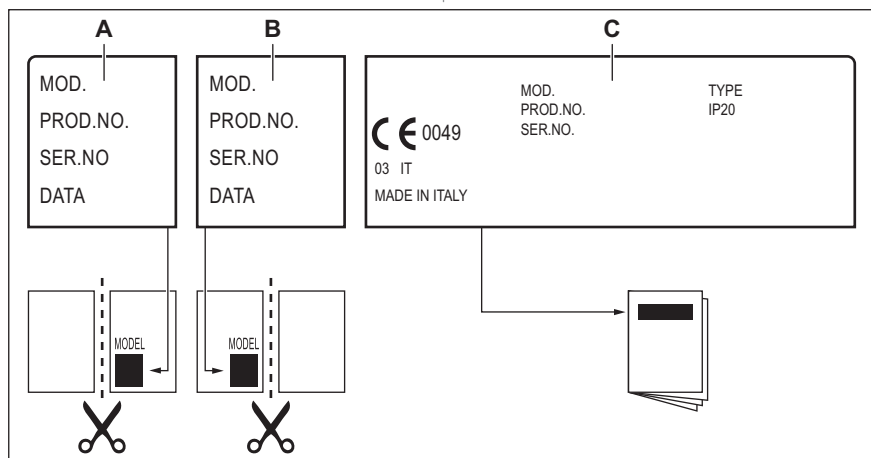 A
B
C
MOD.
PROD.NO.
SER.NO
DATA
MOD.
PROD.NO.
SER.NO
DATA
MOD.
PROD.NO.
SER.NO.
TYPE
IP20
CE 0049
03 IT
MADE IN ITALY
MODEL
MODEL